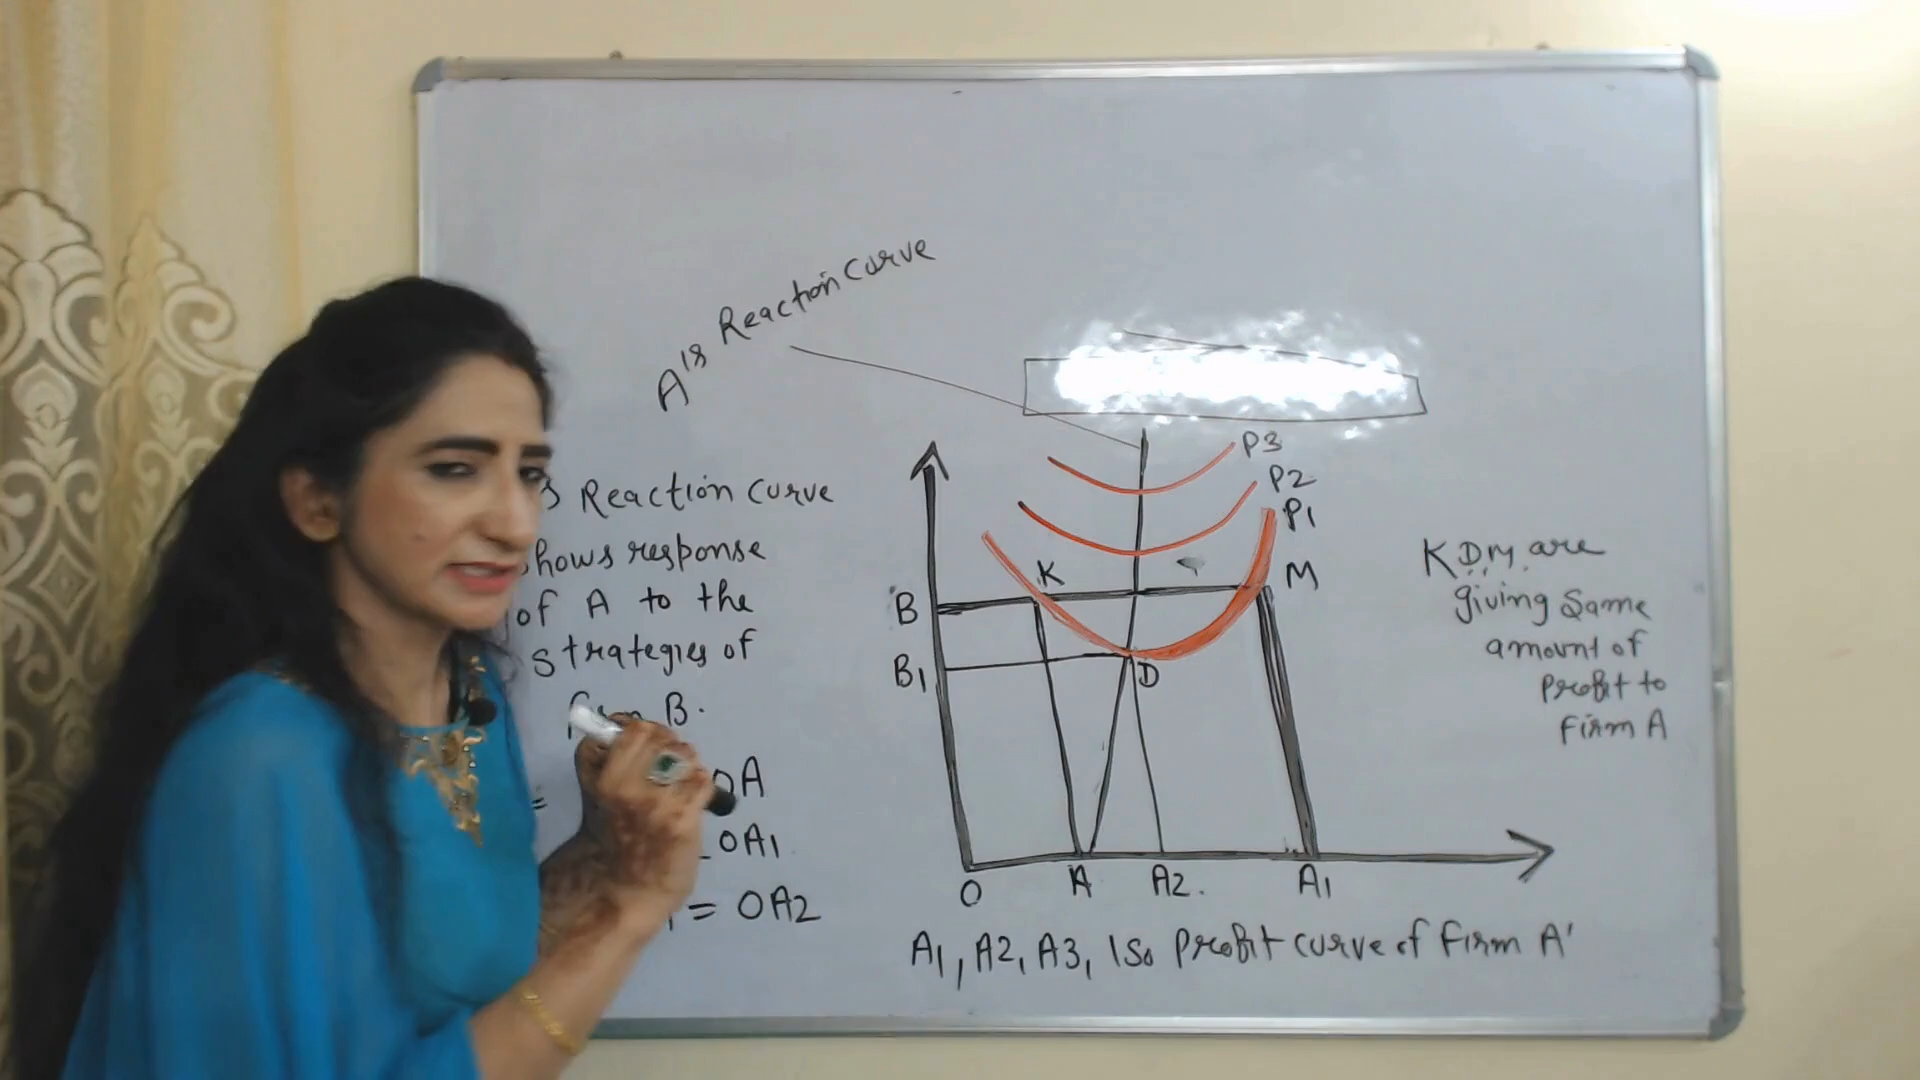 A's Reaction Curve
s Reaction Curve
hows response
of A to the
strategies of
B.
= OA
OA1
= OA2
P3
P2
P1
K
M
B
B1
D
O
A
A2.
A1
KDM are
giving same
amount of
Profit to
firm A
A1, A2, A3, Iso Profit curve of firm A'